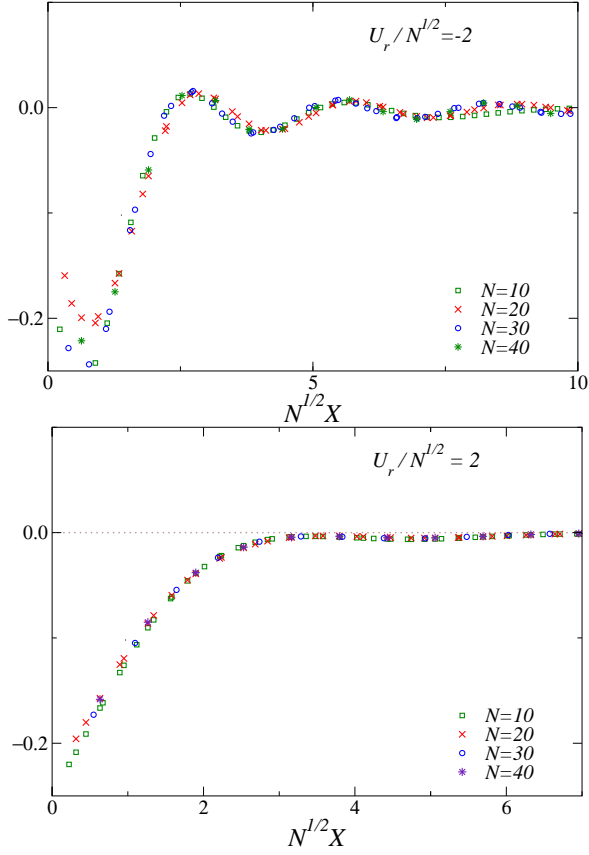 U_r / N^{1/2} = -2
0.0
−0.2
N=10
N=20
N=30
N=40
0 5 10
N^{1/2}X
U_r / N^{1/2} = 2
0.0
−0.2
N=10
N=20
N=30
N=40
0 2 4 6
N^{1/2}X